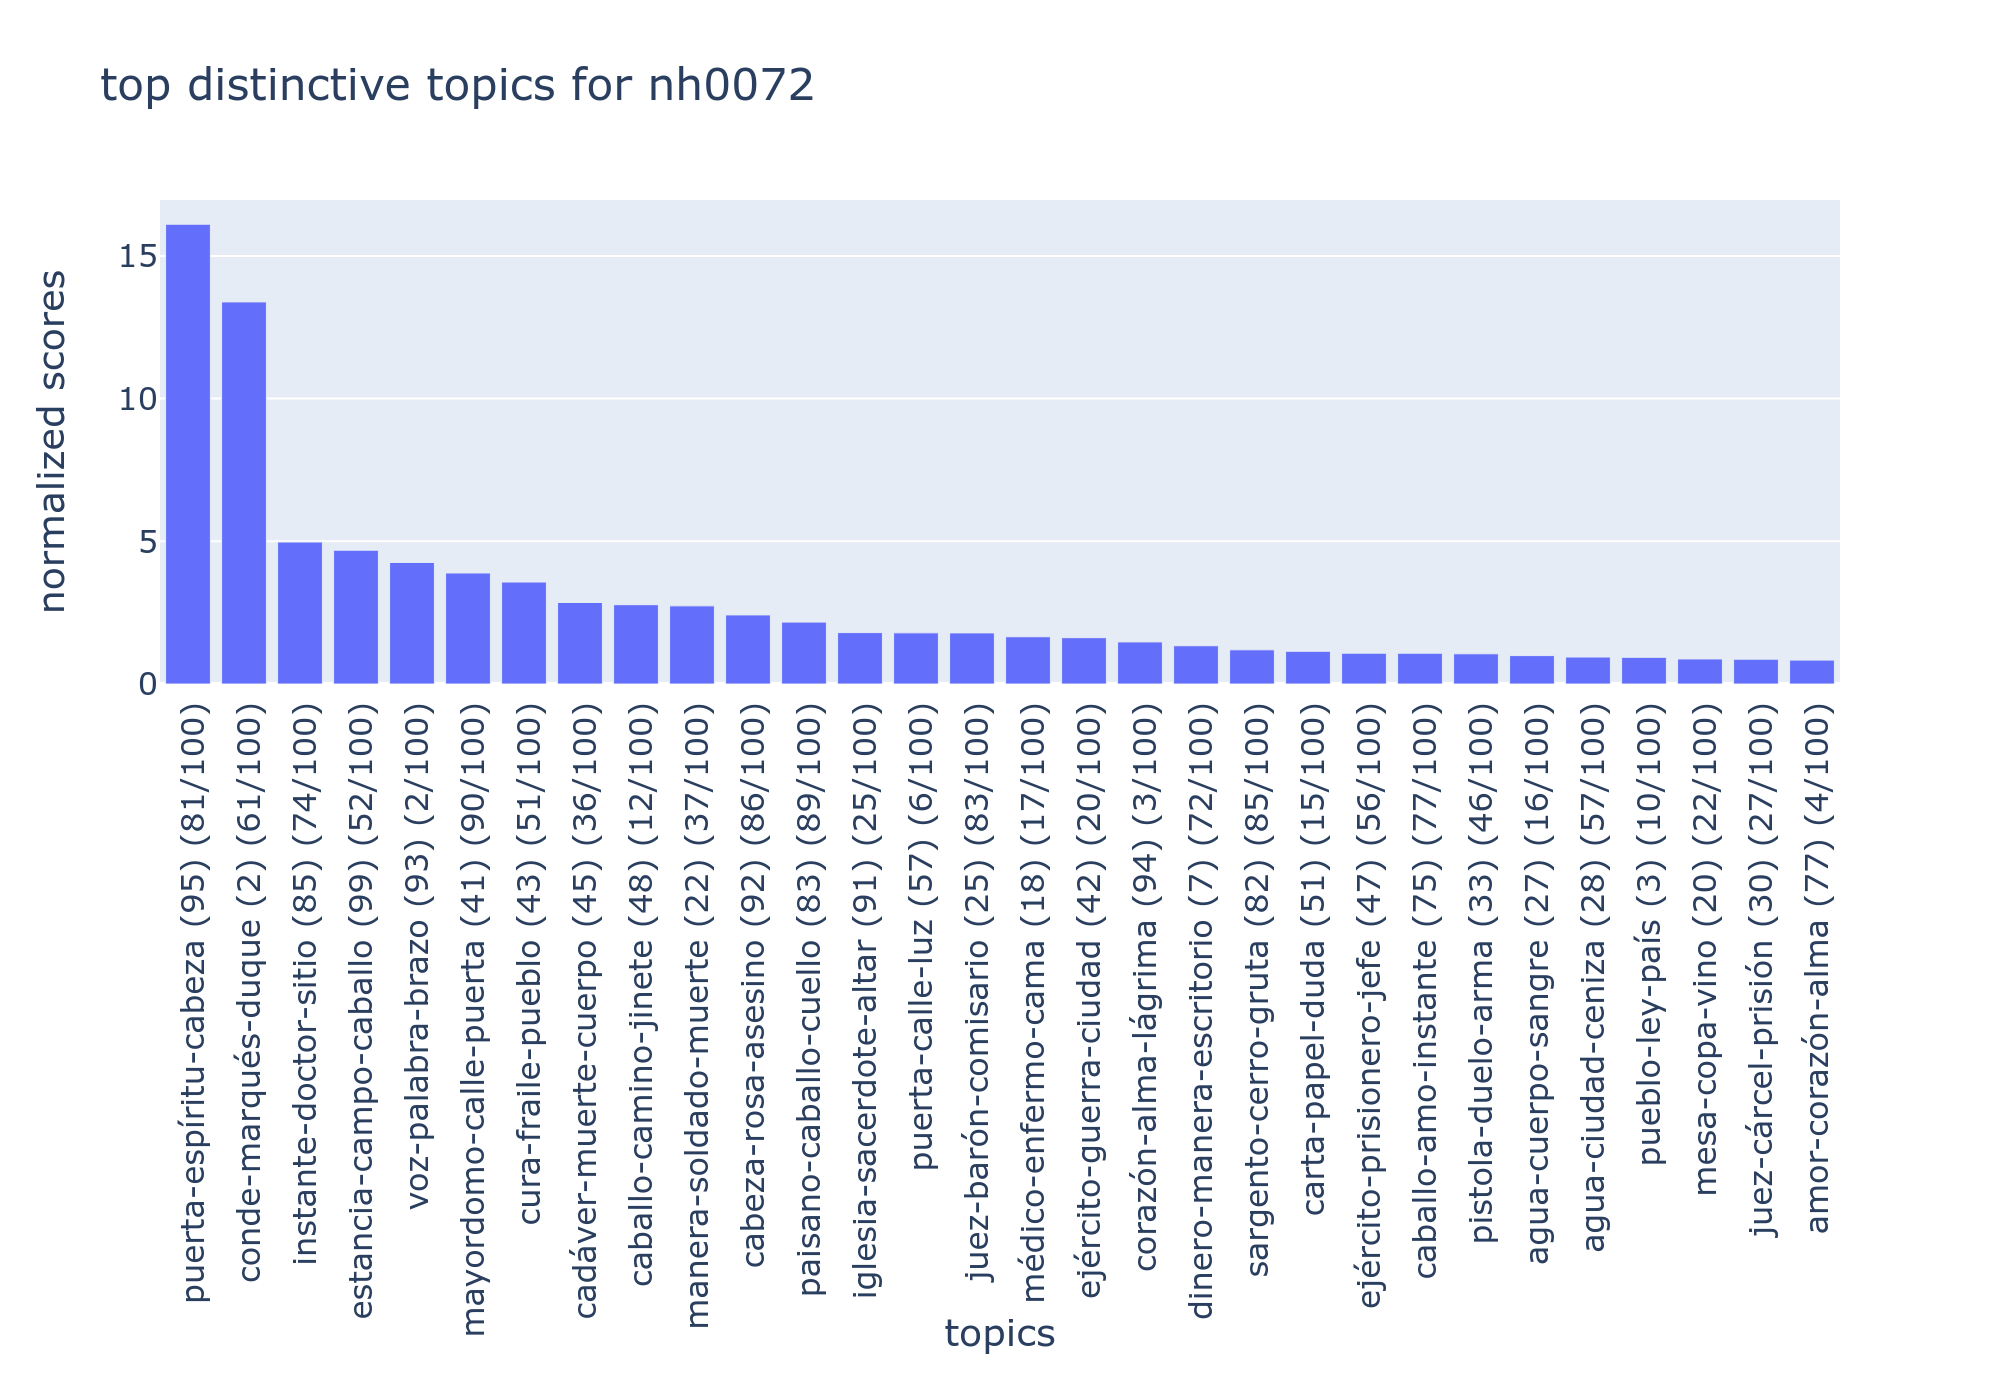 top distinctive topics for nh0072
normalized scores
15
10
5
0
puerta-espíritu-cabeza (95) (81/100)
conde-marqués-duque (2) (61/100)
instante-doctor-sitio (85) (74/100)
estancia-campo-caballo (99) (52/100)
voz-palabra-brazo (93) (2/100)
mayordomo-calle-puerta (41) (90/100)
cura-fraile-pueblo (43) (51/100)
cadáver-muerte-cuerpo (45) (36/100)
caballo-camino-jinete (48) (12/100)
manera-soldado-muerte (22) (37/100)
cabeza-rosa-asesino (92) (86/100)
paisano-caballo-cuello (83) (89/100)
iglesia-sacerdote-altar (91) (25/100)
puerta-calle-luz (57) (6/100)
juez-barón-comisario (25) (83/100)
médico-enfermo-cama (18) (17/100)
ejército-guerra-ciudad (42) (20/100)
corazón-alma-lágrima (94) (3/100)
dinero-manera-escritorio (7) (72/100)
sargento-cerro-gruta (82) (85/100)
carta-papel-duda (51) (15/100)
ejército-prisionero-jefe (47) (56/100)
caballo-amo-instante (75) (77/100)
pistola-duelo-arma (33) (46/100)
agua-cuerpo-sangre (27) (16/100)
agua-ciudad-ceniza (28) (57/100)
pueblo-ley-país (3) (10/100)
mesa-copa-vino (20) (22/100)
juez-cárcel-prisión (30) (27/100)
amor-corazón-alma (77) (4/100)
topics